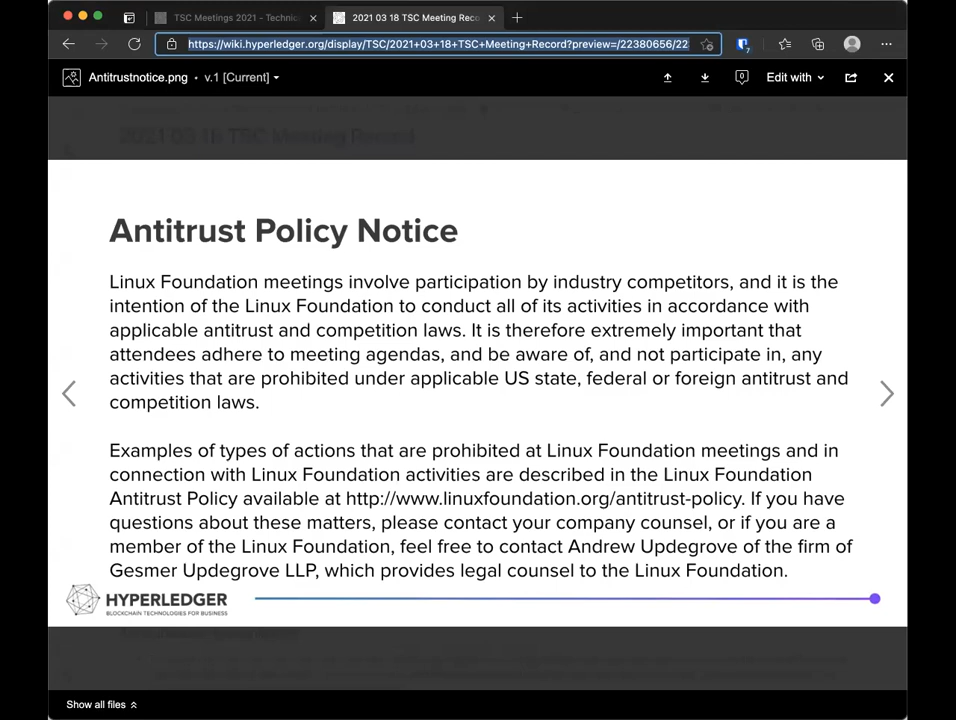 TSC Meetings 2021 - Technic
2021 03 18 TSC Meeting Reco
https://wiki.hyperledger.org/display/TSC/2021+03+18+TSC+Meeting+Record?preview=/22380656/22
7
Antitrustnotice.png • v.1 [Current]
0
Edit with
2021 03 18 TSC Meeting Record
Antitrust Policy Notice
Linux Foundation meetings involve participation by industry competitors, and it is the
intention of the Linux Foundation to conduct all of its activities in accordance with
applicable antitrust and competition laws. It is therefore extremely important that
attendees adhere to meeting agendas, and be aware of, and not participate in, any
activities that are prohibited under applicable US state, federal or foreign antitrust and
competition laws.
Examples of types of actions that are prohibited at Linux Foundation meetings and in
connection with Linux Foundation activities are described in the Linux Foundation
Antitrust Policy available at http://www.linuxfoundation.org/antitrust-policy. If you have
questions about these matters, please contact your company counsel, or if you are a
member of the Linux Foundation, feel free to contact Andrew Updegrove of the firm of
Gesmer Updegrove LLP, which provides legal counsel to the Linux Foundation.
HYPERLEDGER
BLOCKCHAIN TECHNOLOGIES FOR BUSINESS
Show all files